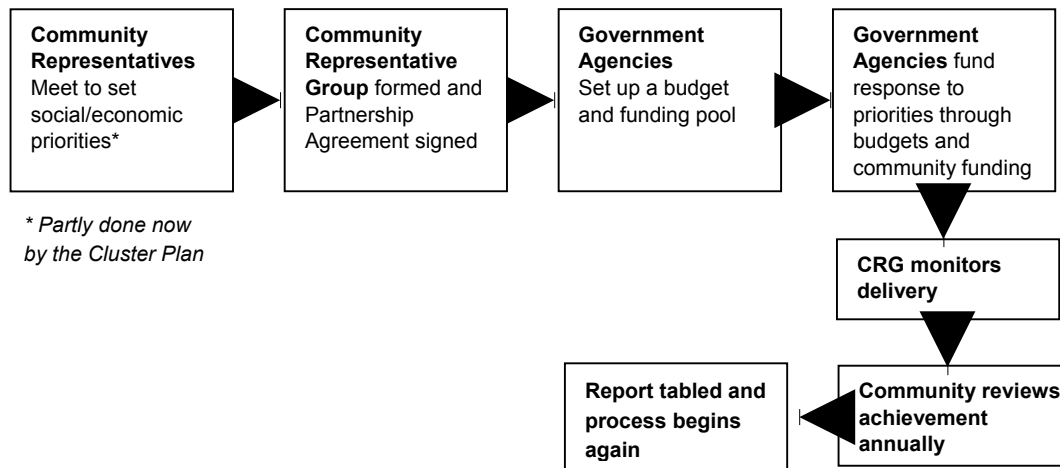 Community
Representatives
Meet to set
social/economic
priorities*
Community
Representative
Group formed and
Partnership
Agreement signed
Government
Agencies
Set up a budget
and funding pool
Government
Agencies fund
response to
priorities through
budgets and
community funding
* Partly done now
by the Cluster Plan
CRG monitors
delivery
Community reviews
achievement
annually
Report tabled and
process begins
again